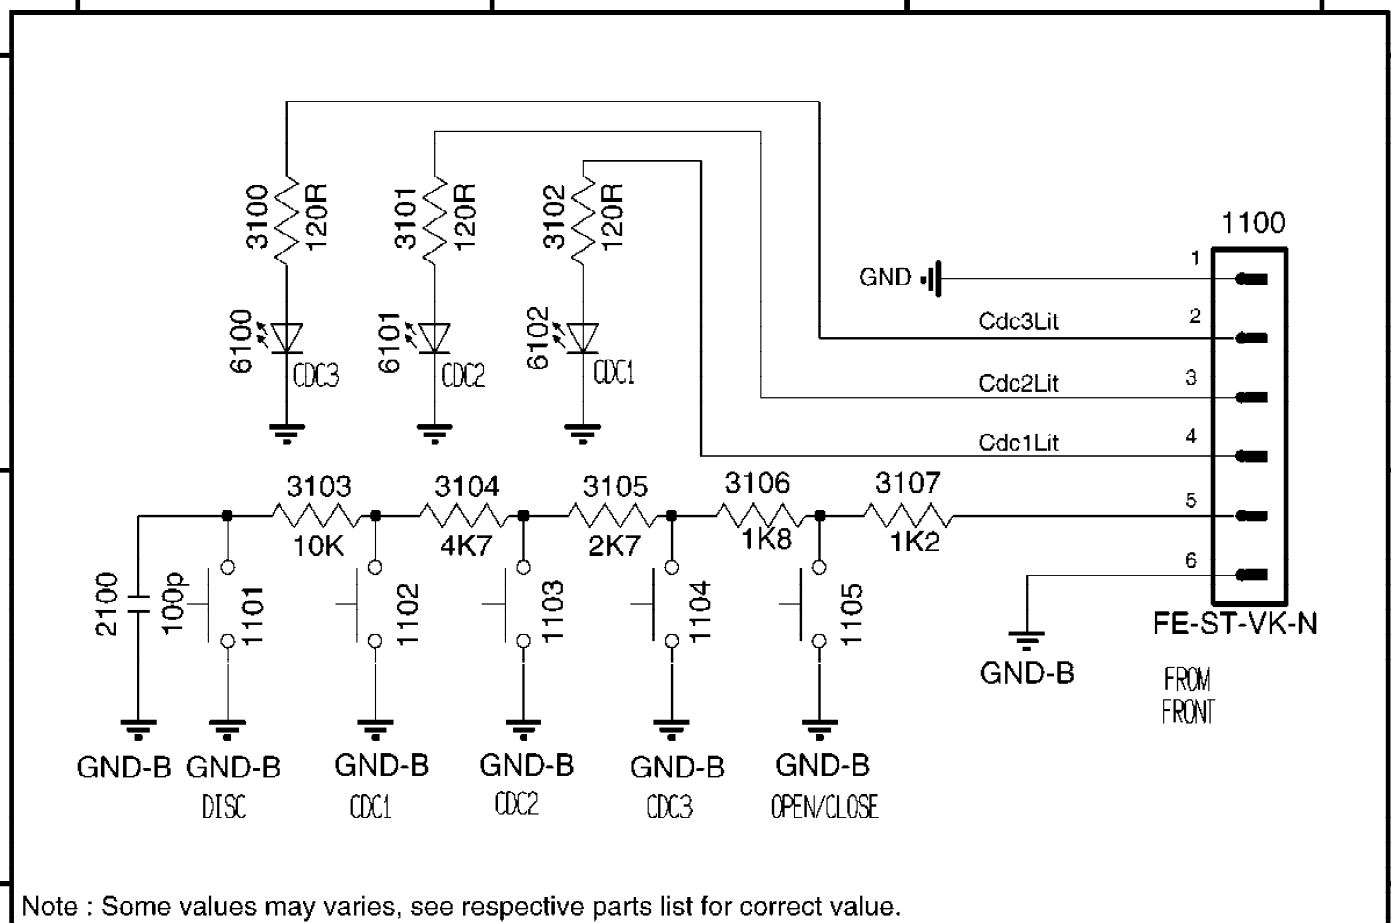 3100
120R
3101
120R
3102
120R
1100
1
GND
2
Cdc3Lit
6100
CDC3
6101
CDC2
6102
CDC1
3
Cdc2Lit
4
Cdc1Lit
3103
3104
3105
3106
3107
5
10K
4K7
2K7
1K8
1K2
6
2100
100p
1101
1102
1103
1104
1105
FE-ST-VK-N
GND-B
FROM
FRONT
GND-B GND-B GND-B GND-B GND-B GND-B
DISC CDC1 CDC2 CDC3 OPEN/CLOSE
Note : Some values may varies, see respective parts list for correct value.